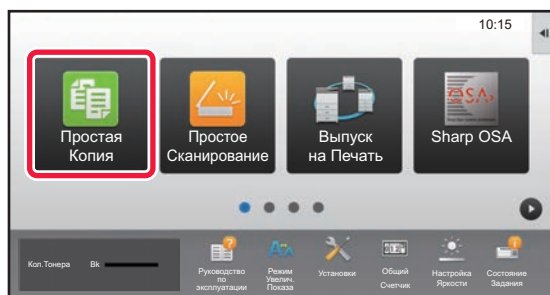 10:15
Простая
Копия
Простое
Сканирование
Выпуск
на Печать
OSA
Sharp OSA
Кол.Тонера Bk
Руководство
по
эксплуатации
Режим
Увелич.
Показа
Установки
Общий
Счетчик
Настройка
Яркости
Состояние
Задания